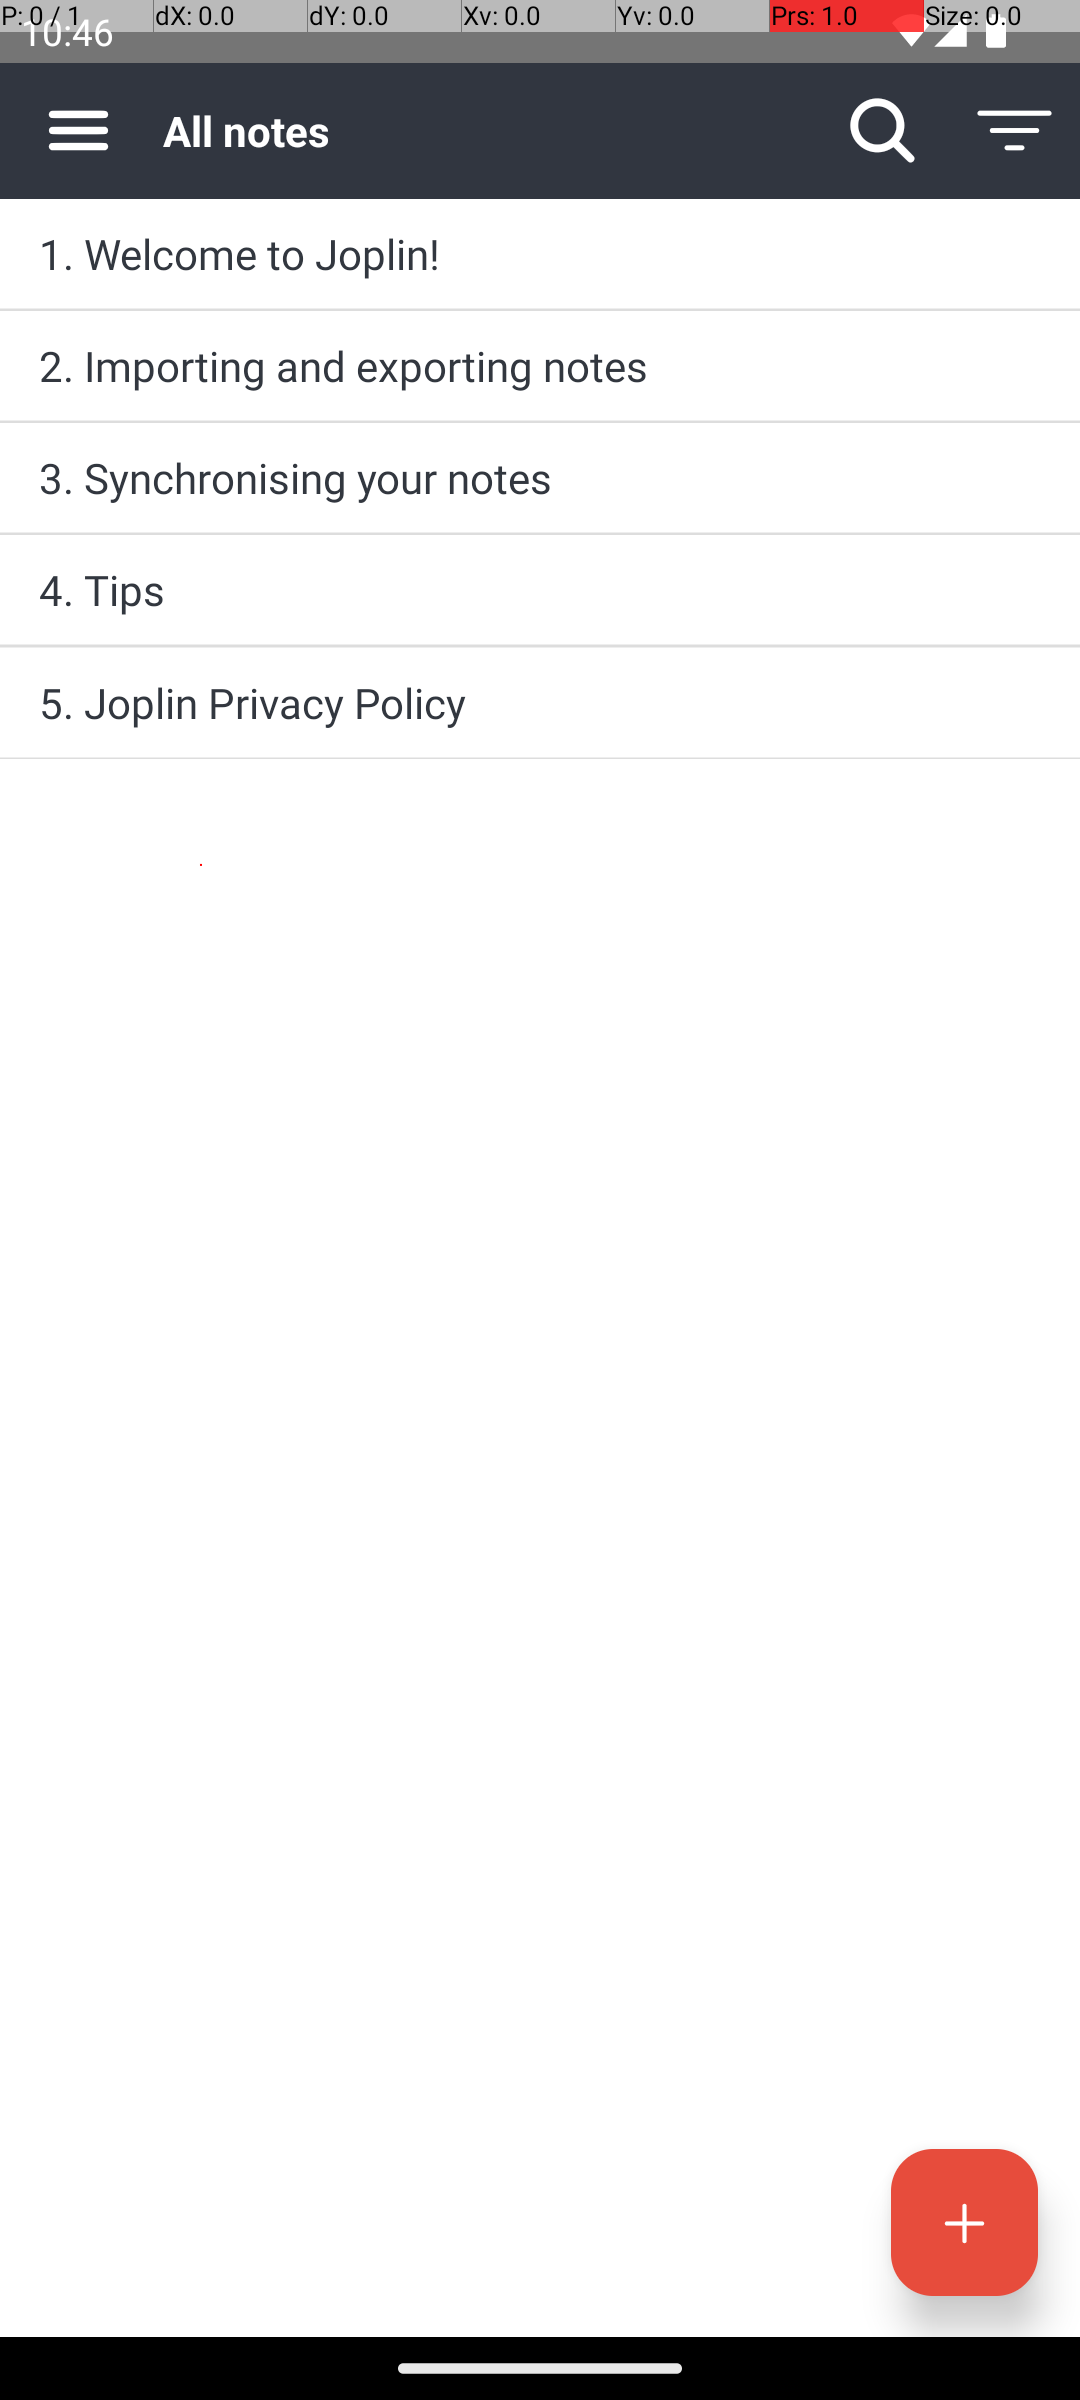 P: 0 / 1 dX: 0.0 dY: 0.0 Xv: 0.0 Yv: 0.0 Prs: 1.0 Size: 0.0
10:46
All notes
1. Welcome to Joplin!
2. Importing and exporting notes
3. Synchronising your notes
4. Tips
5. Joplin Privacy Policy